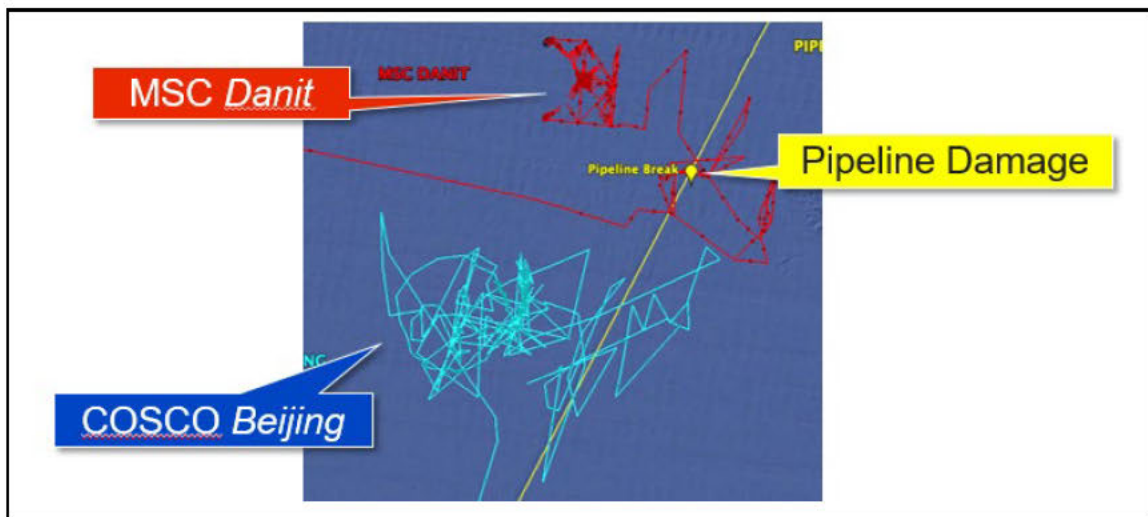 PIPE
MSC DANIT
MSC Danit
Pipeline Break
Pipeline Damage
NC
COSCO Beijing